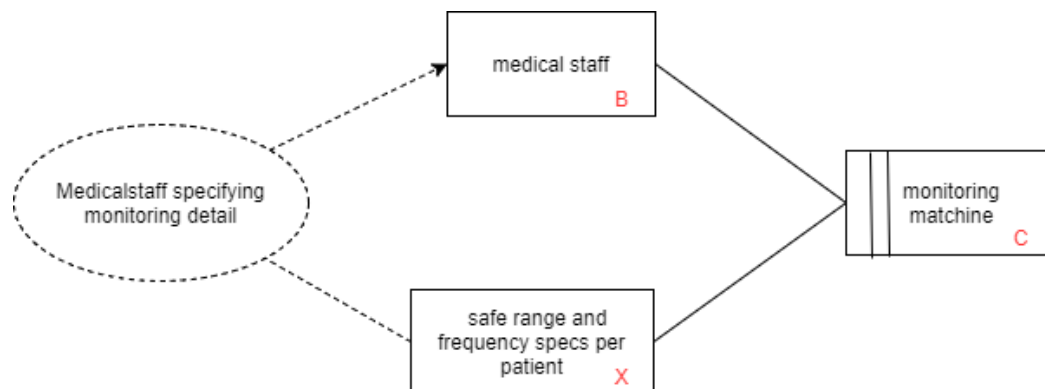 medical staff
B
Medicalstaff specifying
monitoring detail
monitoring
matchine
C
safe range and
frequency specs per
patient
X